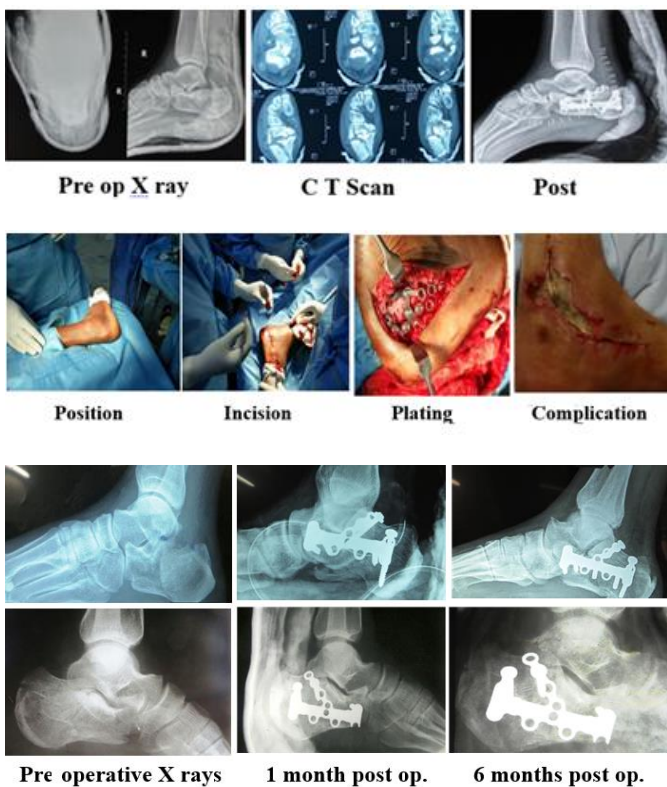 R
R
Pre op X ray
C T Scan
Post
Position
Incision
Plating
Complication
Pre operative X rays
1 month post op.
6 months post op.